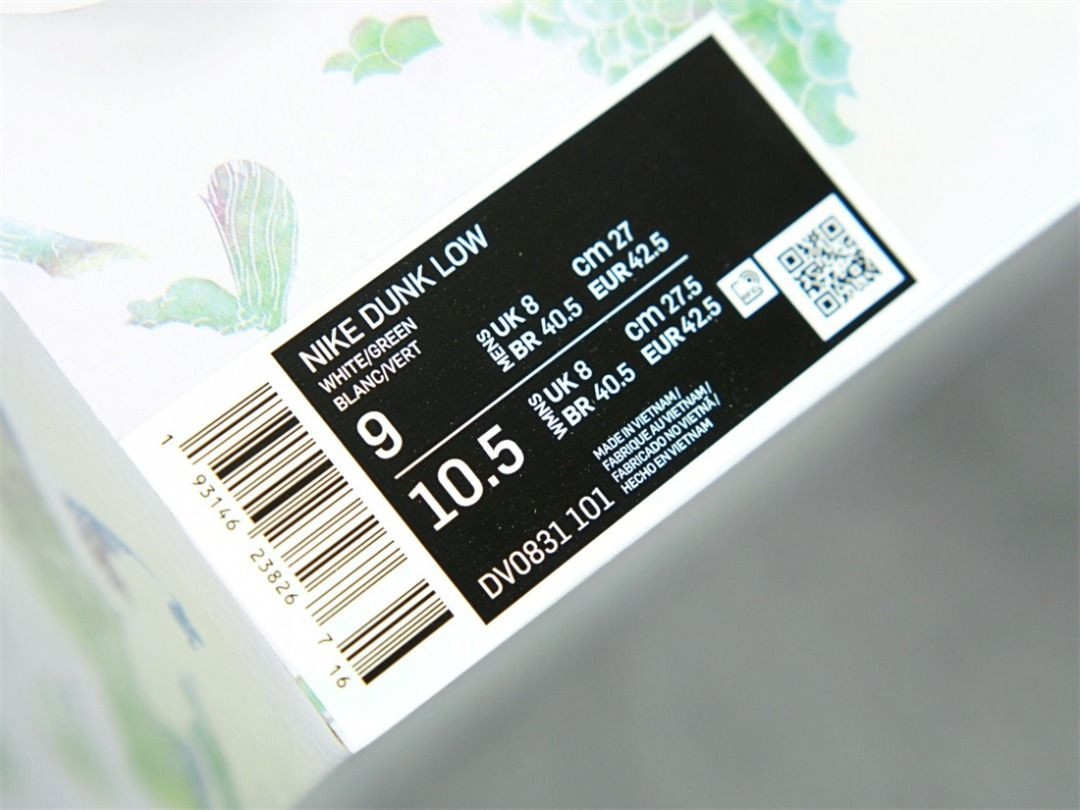 NIKE DUNK LOW
WHITE/GREEN
BLANC/VERT
9
MENS
UK 8
BR 40.5
cm 27
EUR 42.5
10.5
WMNS
UK 8
BR 40.5
cm 27.5
EUR 42.5
DV0831 101
MADE IN VIETNAM /
FABRIQUE AU VIETNAM /
FABRICADO NO VIETNÃ /
HECHO EN VIETNAM
1 93146 23826 7 16